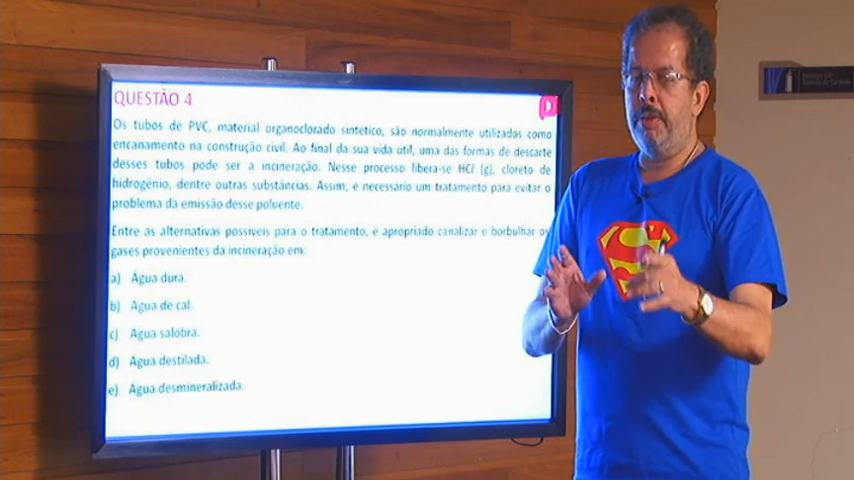 QUESTÃO 4
Os tubos de PVC, material organoclorado sintético, são normalmente utilizados como
encanamento na construção civil. Ao final da sua vida útil, uma das formas de descarte
desses tubos pode ser a incineração. Nesse processo libera-se HCℓ (g), cloreto de
hidrogênio, dentre outras substâncias. Assim, é necessário um tratamento para evitar o
problema da emissão desse poluente.
Entre as alternativas possíveis para o tratamento, é apropriado canalizar e borbulhar os
gases provenientes da incineração em:
a) Água dura.
b) Água de cal.
c) Água salobra.
d) Água destilada.
e) Água desmineralizada.
S